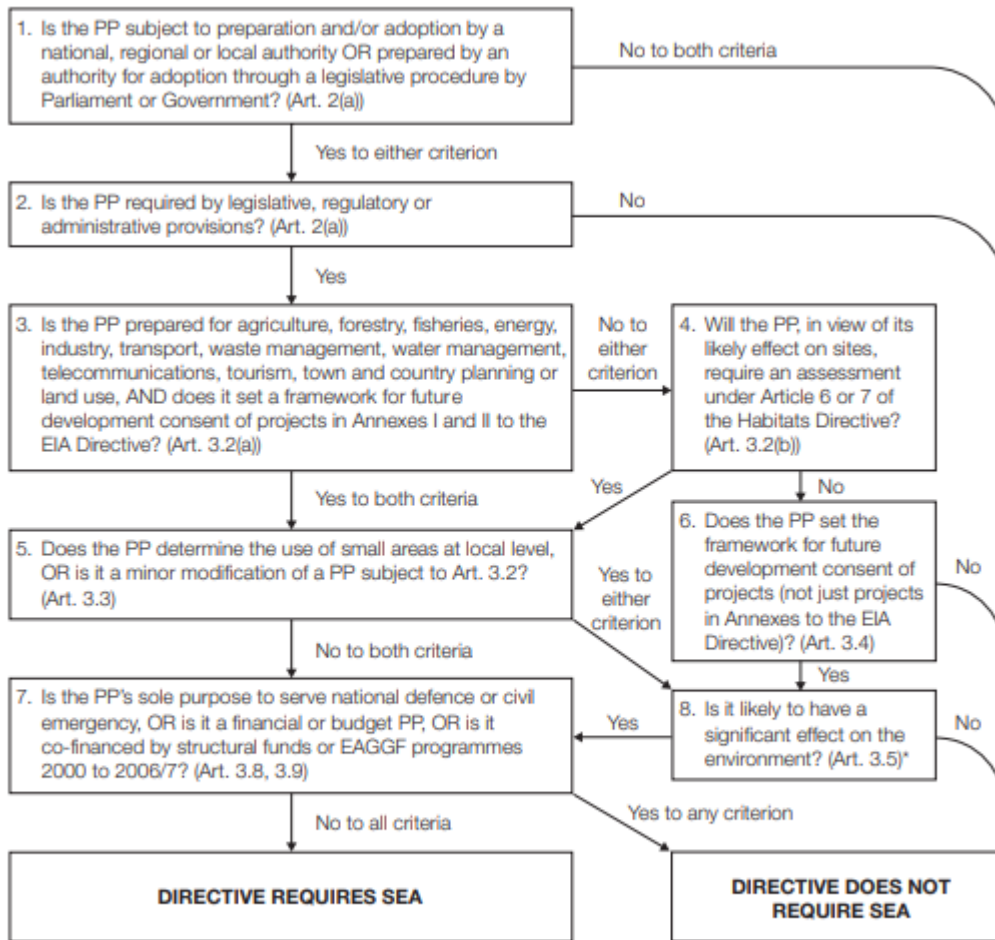 1. Is the PP subject to preparation and/or adoption by a
national, regional or local authority OR prepared by an
authority for adoption through a legislative procedure by
Parliament or Government? (Art. 2(a))
No to both criteria
Yes to either criterion
2. Is the PP required by legislative, regulatory or
administrative provisions? (Art. 2(a))
No
Yes
3. Is the PP prepared for agriculture, forestry, fisheries, energy,
industry, transport, waste management, water management,
telecommunications, tourism, town and country planning or
land use, AND does it set a framework for future
development consent of projects in Annexes I and II to the
EIA Directive? (Art. 3.2(a))
No to
either
criterion
4. Will the PP, in view of its
likely effect on sites,
require an assessment
under Article 6 or 7 of
the Habitats Directive?
(Art. 3.2(b))
Yes to both criteria
Yes
No
5. Does the PP determine the use of small areas at local level,
OR is it a minor modification of a PP subject to Art. 3.2?
(Art. 3.3)
Yes to
either
criterion
6. Does the PP set the
framework for future
development consent of
projects (not just projects
in Annexes to the EIA
Directive)? (Art. 3.4)
No
No to both criteria
Yes
7. Is the PP's sole purpose to serve national defence or civil
emergency, OR is it a financial or budget PP, OR is it
co-financed by structural funds or EAGGF programmes
2000 to 2006/7? (Art. 3.8, 3.9)
Yes
8. Is it likely to have a
significant effect on the
environment? (Art. 3.5)*
No
No to all criteria
Yes to any criterion
DIRECTIVE REQUIRES SEA
DIRECTIVE DOES NOT
REQUIRE SEA